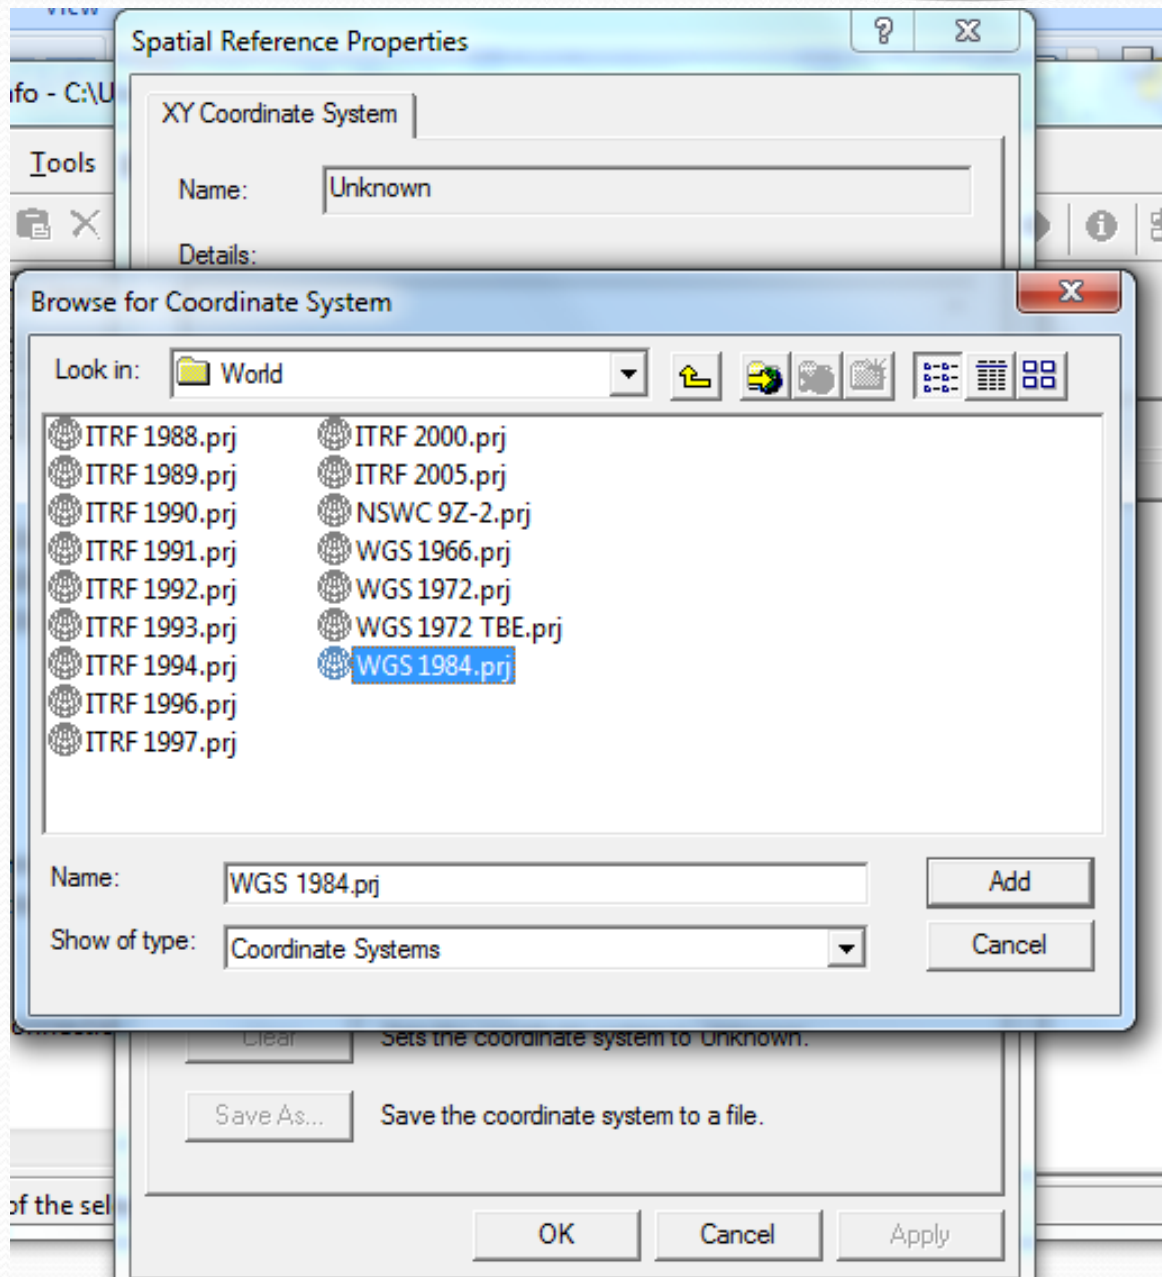 View
Spatial Reference Properties
nfo - C:\U
XY Coordinate System
Tools
Name: Unknown
Details:
Browse for Coordinate System
Look in: World
ITRF 1988.prj
ITRF 1989.prj
ITRF 1990.prj
ITRF 1991.prj
ITRF 1992.prj
ITRF 1993.prj
ITRF 1994.prj
ITRF 1996.prj
ITRF 1997.prj
ITRF 2000.prj
ITRF 2005.prj
NSWC 9Z-2.prj
WGS 1966.prj
WGS 1972.prj
WGS 1972 TBE.prj
WGS 1984.prj
Name: WGS 1984.prj Add
Show of type: Coordinate Systems Cancel
Clear Sets the coordinate system to Unknown.
Save As... Save the coordinate system to a file.
of the sel
OK Cancel Apply